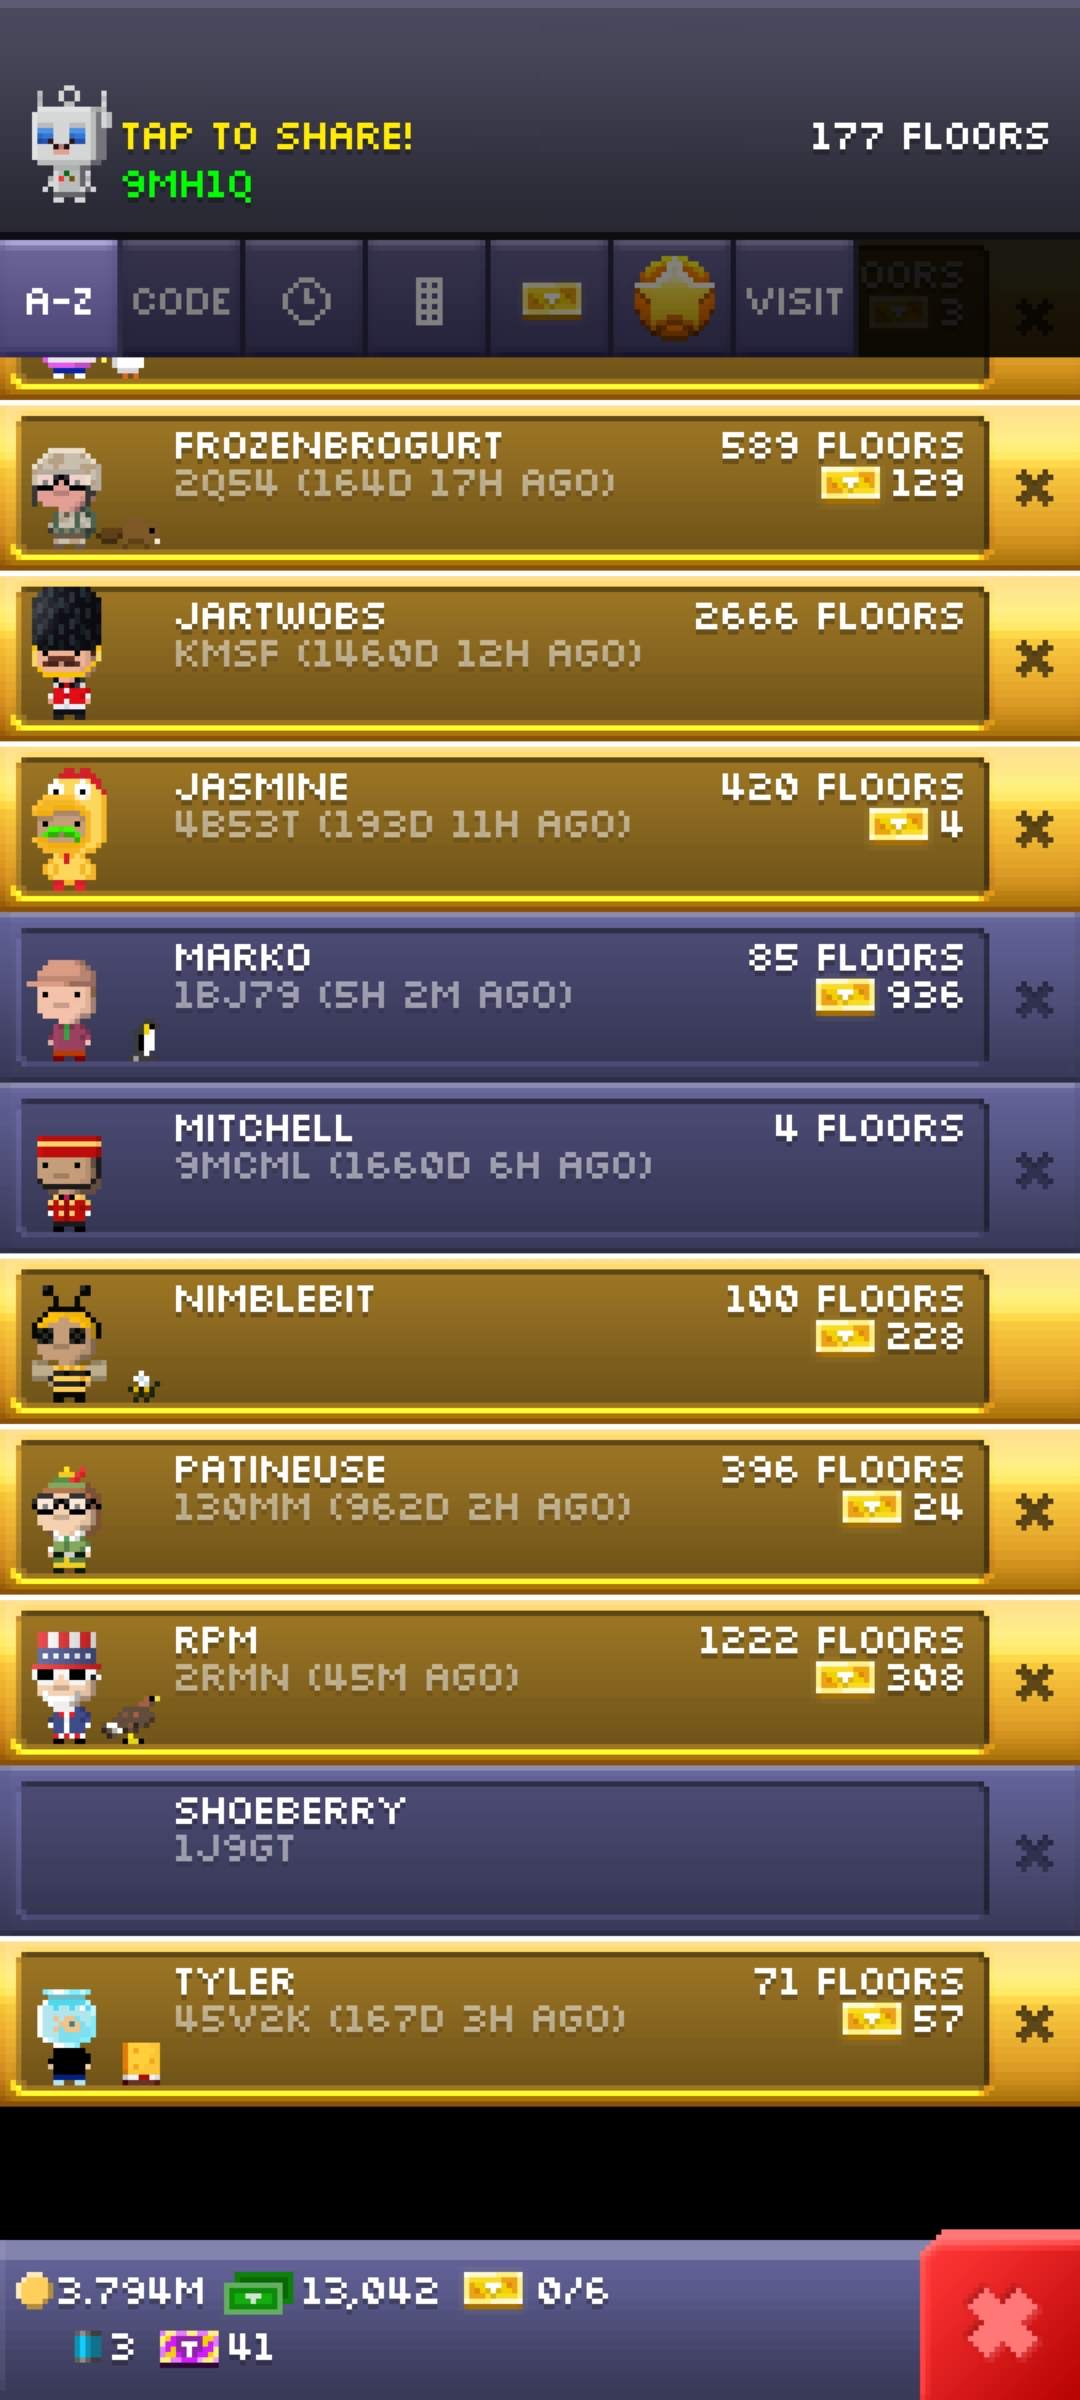 TAP TO SHARE!
177 FLOORS
9MH1Q
A-Z CODE VISIT
OORS
3
FROZENBROGURT 589 FLOORS
2Q54 (164D 17H AGO) 129
JARTWOBS 2666 FLOORS
KMSF (1460D 12H AGO)
JASMINE 420 FLOORS
4B53T (193D 11H AGO) 4
MARKO 85 FLOORS
1BJ79 (5H 2M AGO) 936
MITCHELL 4 FLOORS
9MCML (1660D 6H AGO)
NIMBLEBIT 100 FLOORS
228
PATINEUSE 396 FLOORS
130MM (962D 2H AGO) 24
RPM 1222 FLOORS
2RMN (45M AGO) 308
SHOEBERRY
1J9GT
TYLER 71 FLOORS
45V2K (167D 3H AGO) 57
3.794M 13,042 0/6
3 41